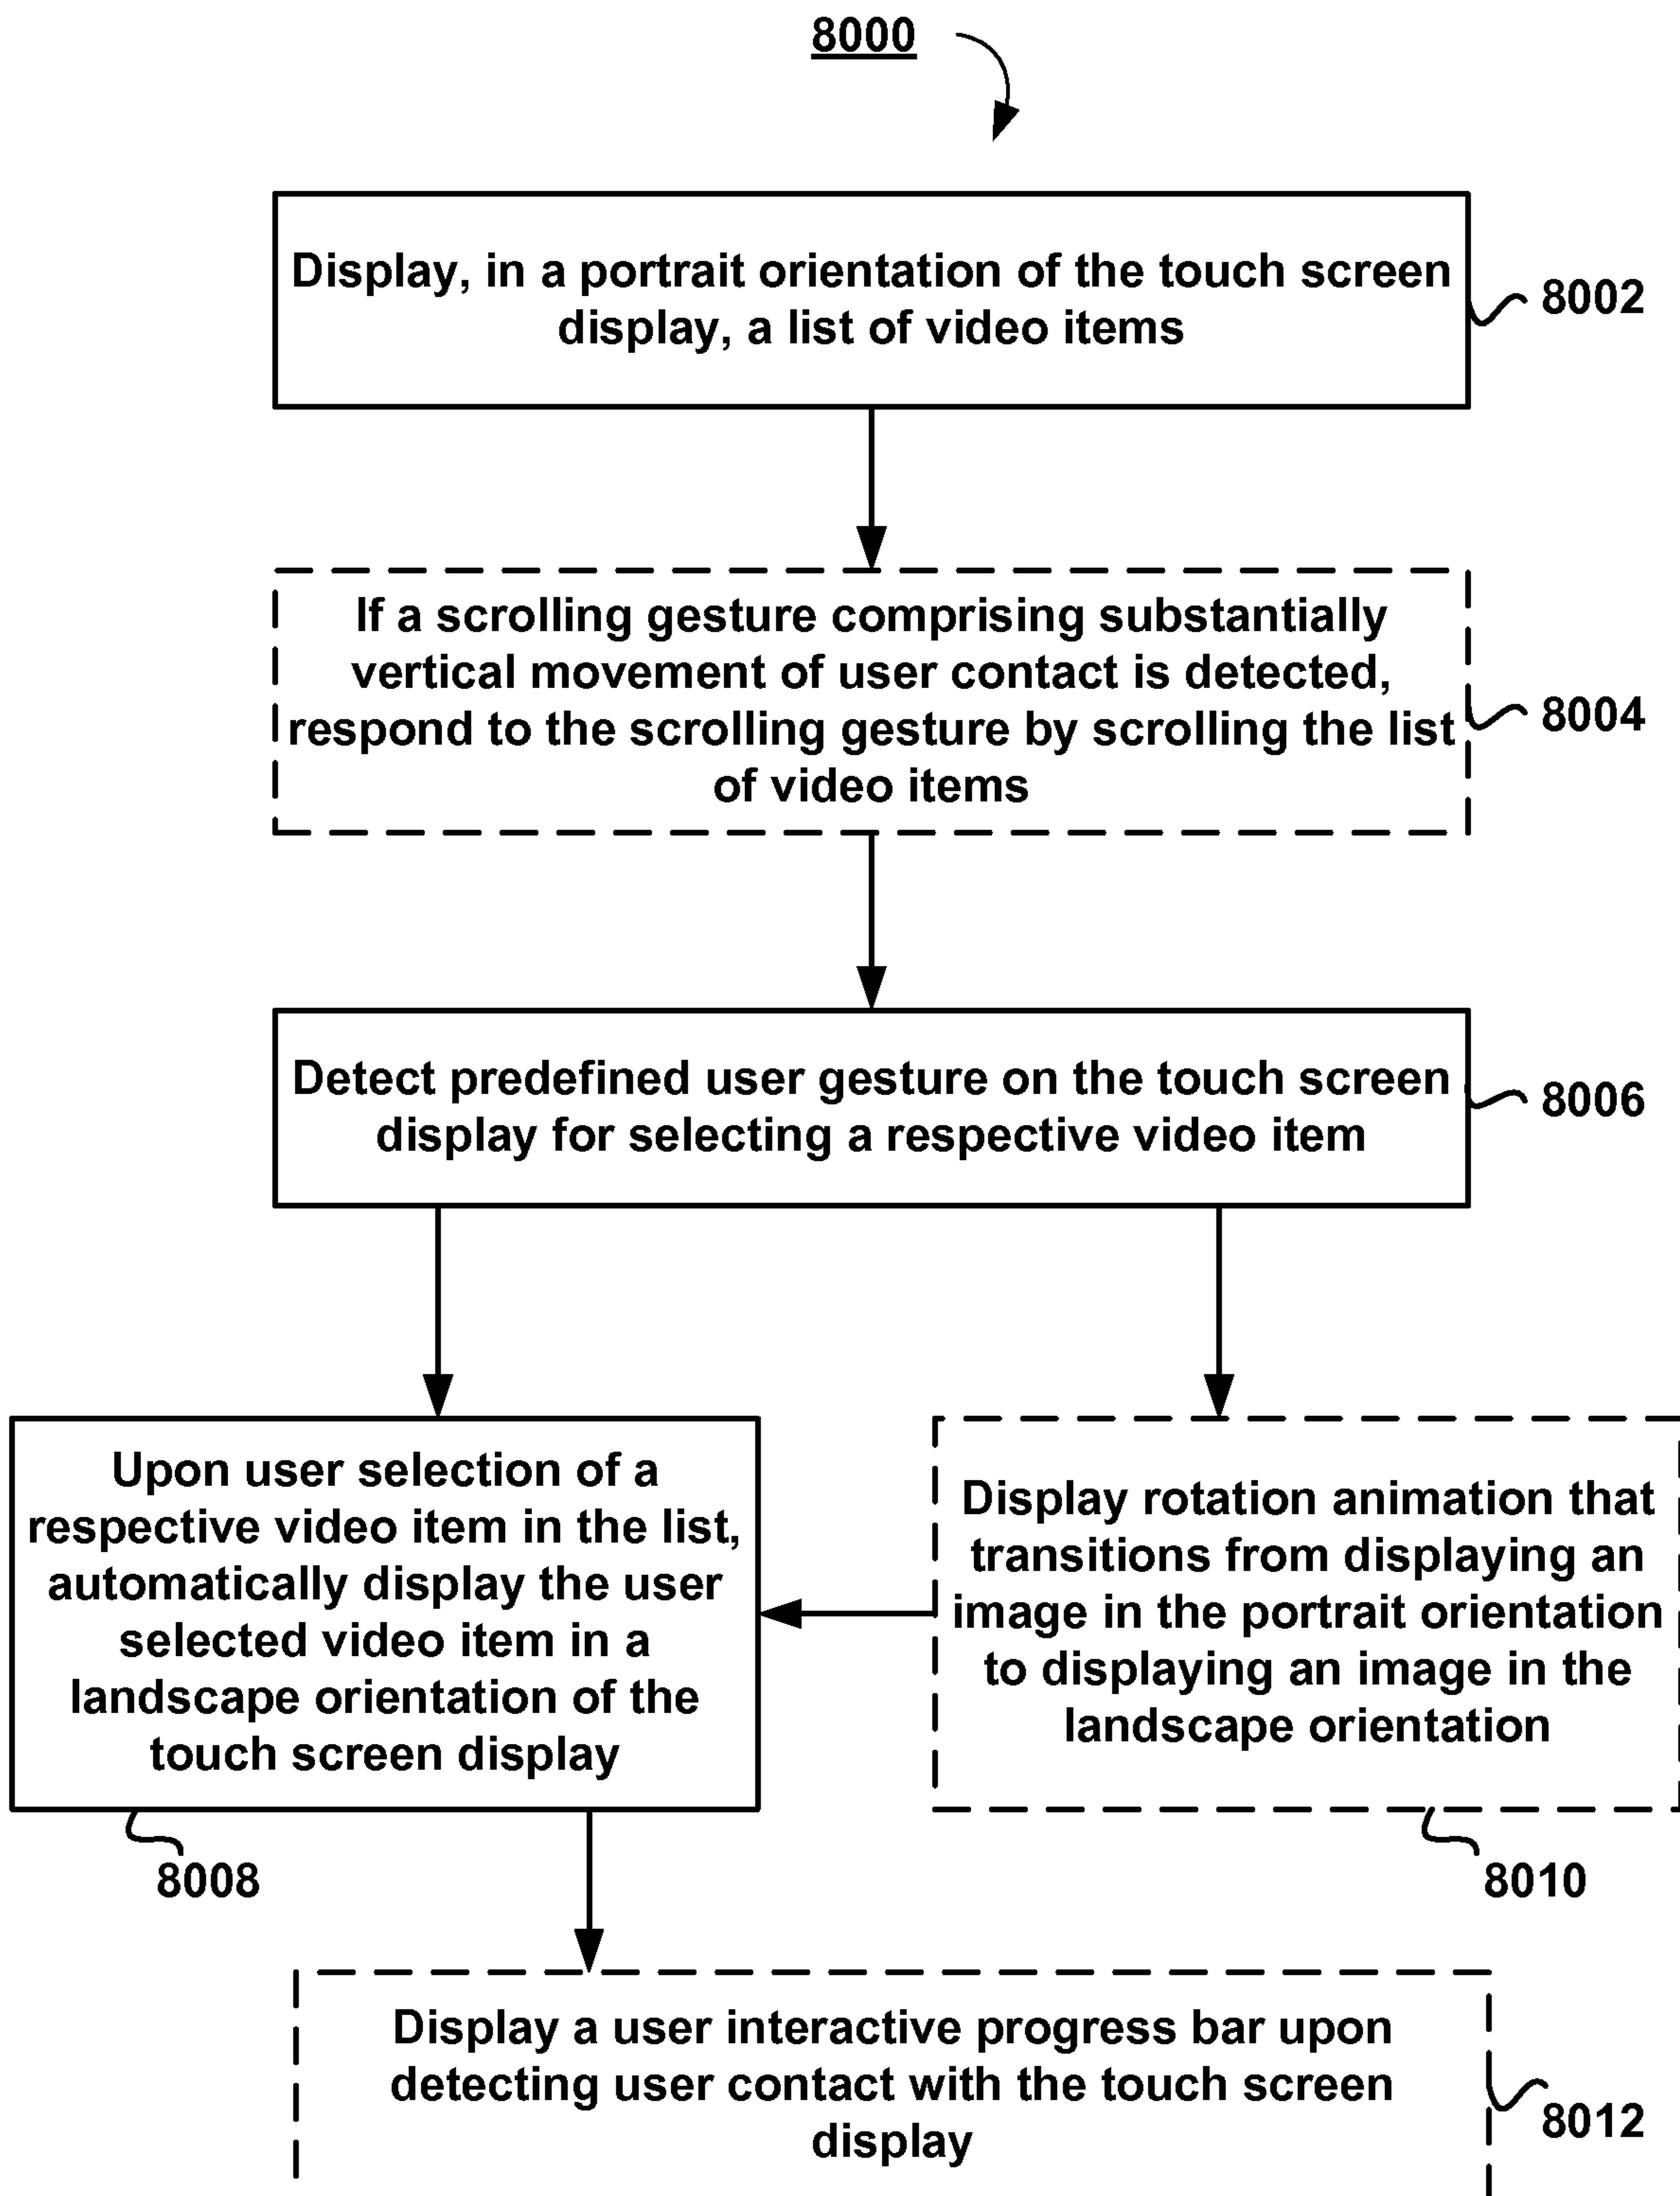 8000
Display, in a portrait orientation of the touch screen
display, a list of video items
8002
If a scrolling gesture comprising substantially
vertical movement of user contact is detected,
respond to the scrolling gesture by scrolling the list
of video items
8004
Detect predefined user gesture on the touch screen
display for selecting a respective video item
8006
Upon user selection of a
respective video item in the list,
automatically display the user
selected video item in a
landscape orientation of the
touch screen display
8008
Display rotation animation that
transitions from displaying an
image in the portrait orientation
to displaying an image in the
landscape orientation
8010
Display a user interactive progress bar upon
detecting user contact with the touch screen
display
8012